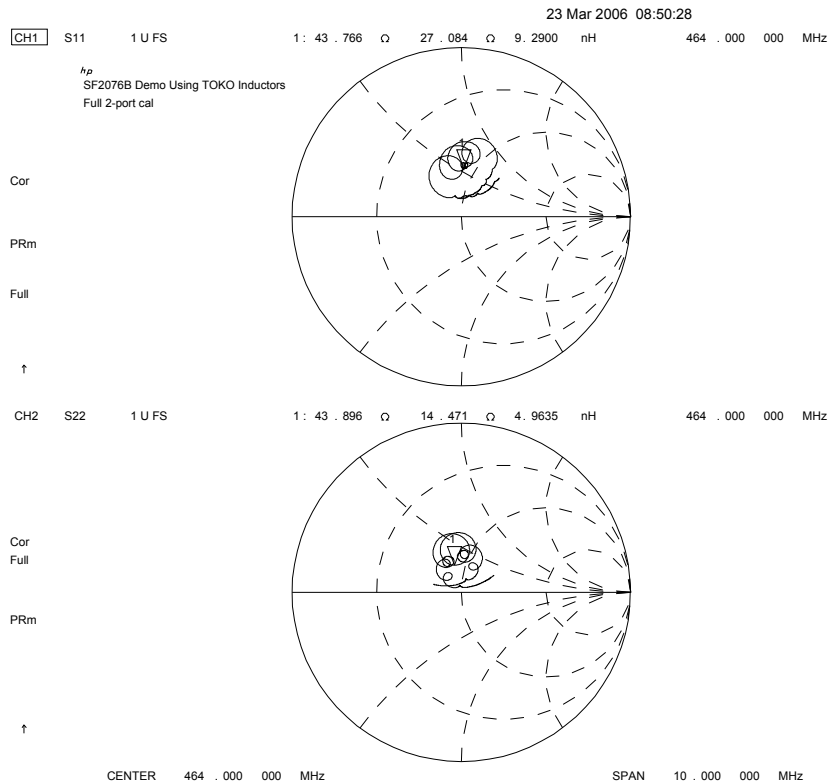 23 Mar 2006 08:50:28
CH1 S11 1 U FS 1: 43 . 766 Ω 27 . 084 Ω 9. 2900 nH 464 . 000 000 MHz
hp
SF2076B Demo Using TOKO Inductors
Full 2-port cal
1
Cor
PRm
Full
↑
CH2 S22 1 U FS 1: 43 . 896 Ω 14 . 471 Ω 4. 9635 nH 464 . 000 000 MHz
1
Cor
Full
PRm
↑
CENTER 464 . 000 000 MHz SPAN 10 . 000 000 MHz